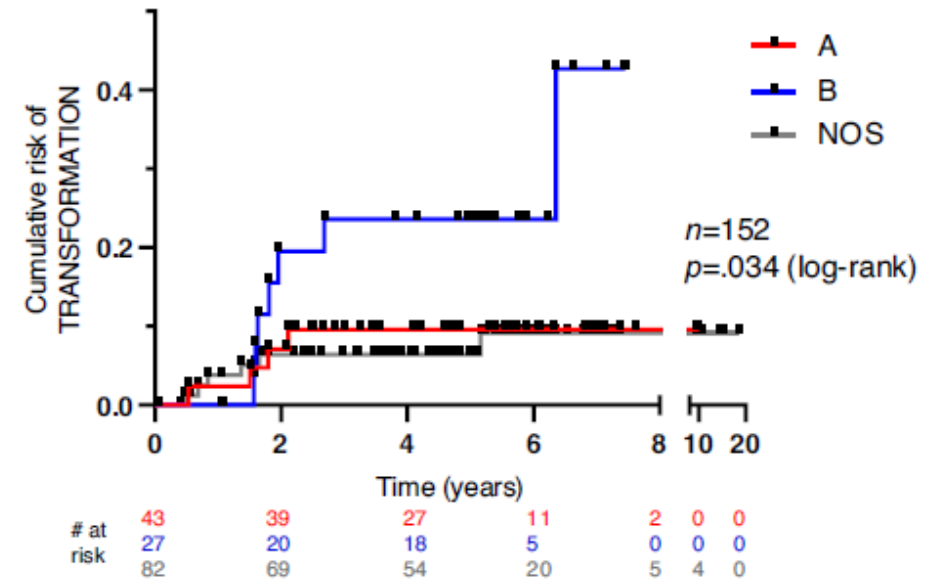 Cumulative risk of
TRANSFORMATION
0.4
0.2
0.0
A
B
NOS
n=152
p=.034 (log-rank)
0 2 4 6 8 10 20
Time (years)
# at
risk
43 39 27 11 2 0 0
27 20 18 5 0 0 0
82 69 54 20 5 4 0